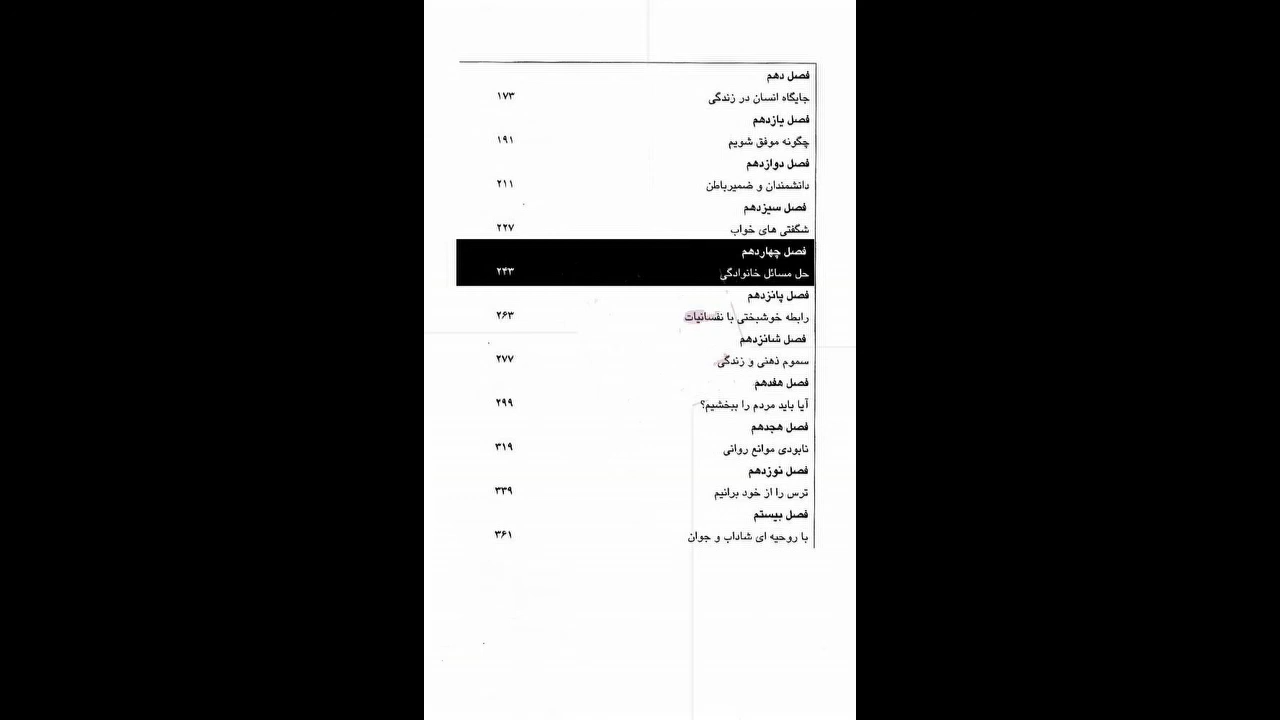 فصل دهم
جایگاه انسان در زندگی ۱۷۳
فصل یازدهم
چگونه موفق شویم ۱۹۱
فصل دوازدهم
دانشمندان و ضمیرباطن ۲۱۱
فصل سیزدهم
شگفتی های خواب ۲۲۷
فصل چهاردهم
حل مسائل خانوادگی ۲۴۳
فصل پانزدهم
رابطه خوشبختی با نفسانیات ۲۶۳
فصل شانزدهم
سموم ذهنی و زندگی ۲۷۷
فصل هفدهم
آیا باید مردم را ببخشیم؟ ۲۹۹
فصل هجدهم
نابودی موانع روانی ۳۱۹
فصل نوزدهم
ترس را از خود برانیم ۳۳۹
فصل بیستم
با روحیه ای شاداب و جوان ۳۶۱